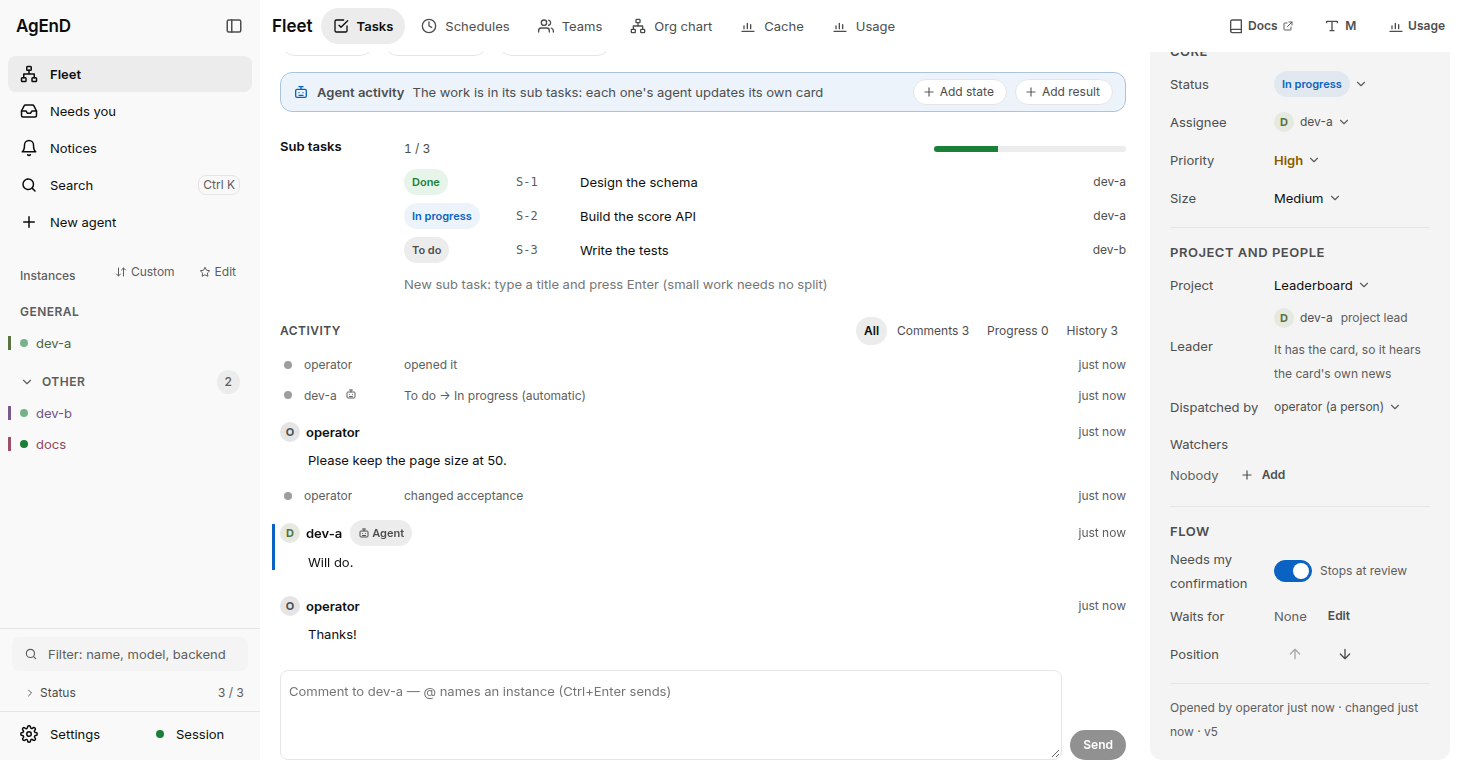 AgEnD
Fleet
Needs you
Notices
Search
Ctrl K
New agent
Instances
Custom
Edit
GENERAL
dev-a
OTHER
2
dev-b
docs
Filter: name, model, backend
Status
3 / 3
Settings
Session
Fleet
Tasks
Schedules
Teams
Org chart
Cache
Usage
Docs
M
Usage
Agent activity The work is in its sub tasks: each one's agent updates its own card
Add state
Add result
Sub tasks
1 / 3
Done S-1 Design the schema dev-a
In progress S-2 Build the score API dev-a
To do S-3 Write the tests dev-b
New sub task: type a title and press Enter (small work needs no split)
ACTIVITY
All
Comments 3
Progress 0
History 3
operator opened it just now
dev-a To do → In progress (automatic) just now
O operator just now
Please keep the page size at 50.
operator changed acceptance just now
D dev-a Agent just now
Will do.
O operator just now
Thanks!
Comment to dev-a — @ names an instance (Ctrl+Enter sends)
Send
CORE
Status In progress
Assignee D dev-a
Priority High
Size Medium
PROJECT AND PEOPLE
Project Leaderboard
Leader
D dev-a project lead
It has the card, so it hears
the card's own news
Dispatched by operator (a person)
Watchers
Nobody Add
FLOW
Needs my
confirmation
Stops at review
Waits for None Edit
Position
Opened by operator just now · changed just
now · v5